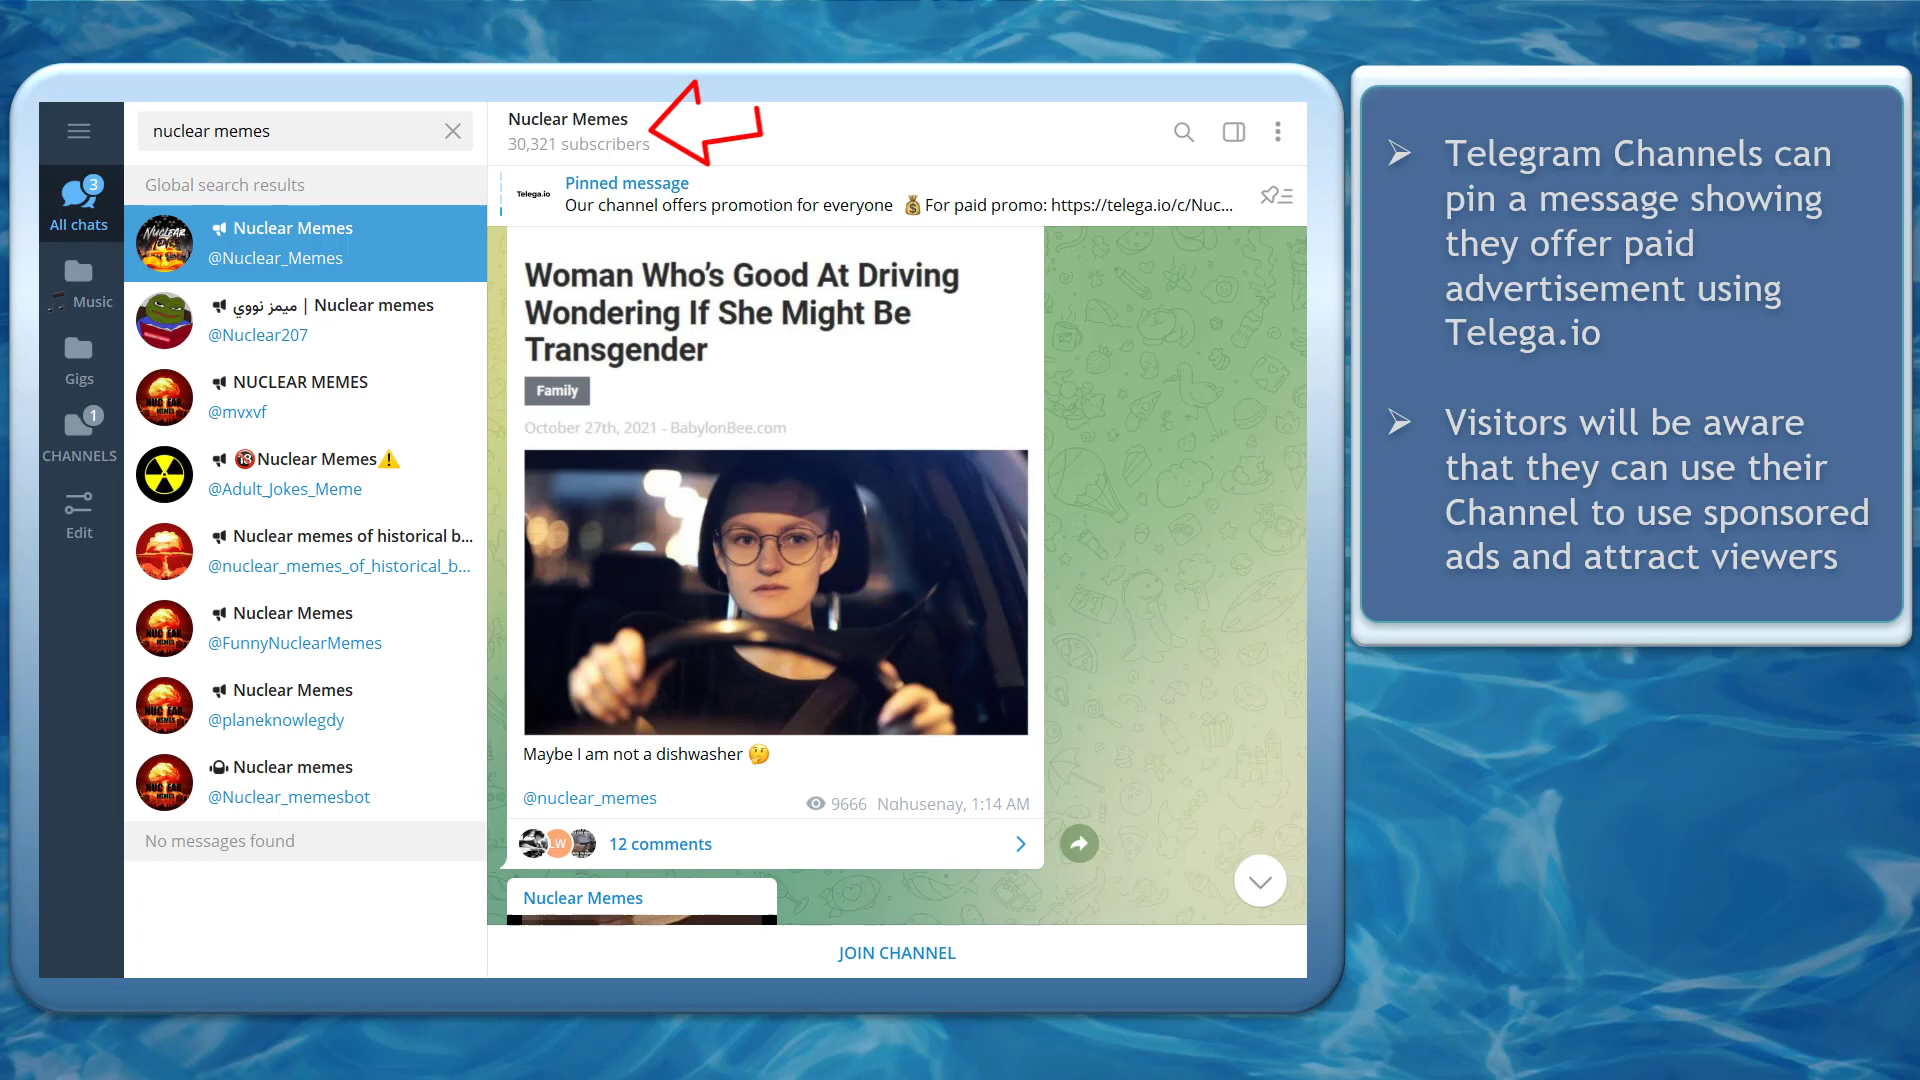 nuclear memes
Global search results
3
All chats
Music
Gigs
1
CHANNELS
Edit
Nuclear Memes
@Nuclear_Memes
ميمز نووي | Nuclear memes
@Nuclear207
NUCLEAR MEMES
@mvxvf
🔞Nuclear Memes⚠️
@Adult_Jokes_Meme
Nuclear memes of historical b...
@nuclear_memes_of_historical_b...
Nuclear Memes
@FunnyNuclearMemes
Nuclear Memes
@planeknowlegdy
Nuclear memes
@Nuclear_memesbot
No messages found
Nuclear Memes
30,321 subscribers
Telega.io
Pinned message
Our channel offers promotion for everyone 💰For paid promo: https://telega.io/c/Nuc...
Woman Who's Good At Driving
Wondering If She Might Be
Transgender
Family
October 27th, 2021 - BabylonBee.com
Maybe I am not a dishwasher 🤔
@nuclear_memes
9666 Nɑhusenay, 1:14 AM
LW
12 comments
Nuclear Memes
JOIN CHANNEL
➢ Telegram Channels can
pin a message showing
they offer paid
advertisement using
Telega.io
➢ Visitors will be aware
that they can use their
Channel to use sponsored
ads and attract viewers